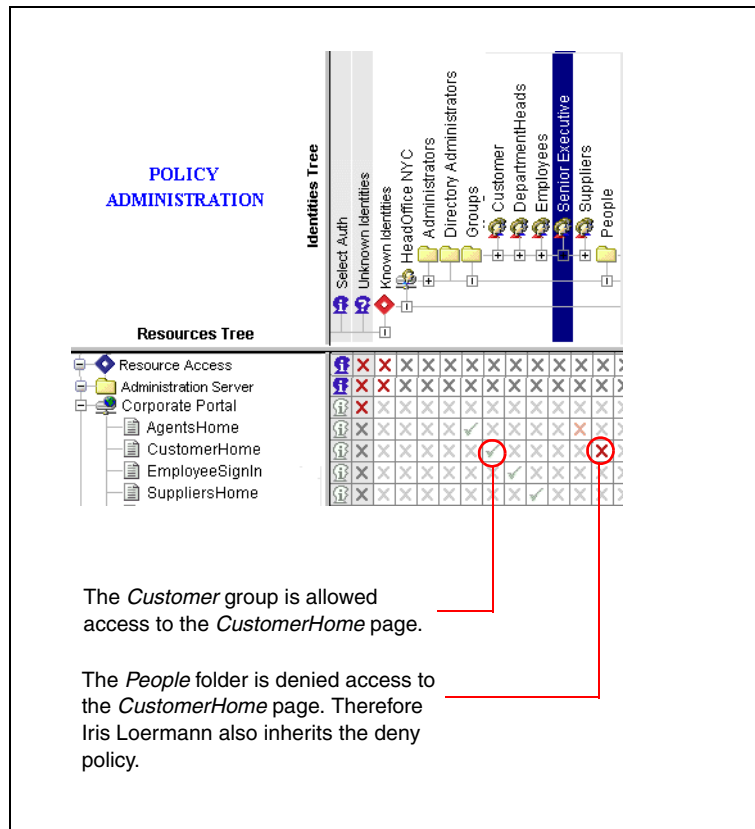 POLICY
ADMINISTRATION
Identities Tree
Select Auth
Unknown Identities
Known Identities
HeadOffice NYC
Administrators
Directory Administrators
Groups
Customer
DepartmentHeads
Employees
Senior Executive
Suppliers
People
Resources Tree
Resource Access
Administration Server
Corporate Portal
AgentsHome
CustomerHome
EmployeeSignIn
SuppliersHome
The Customer group is allowed
access to the CustomerHome page.
The People folder is denied access to
the CustomerHome page. Therefore
Iris Loermann also inherits the deny
policy.